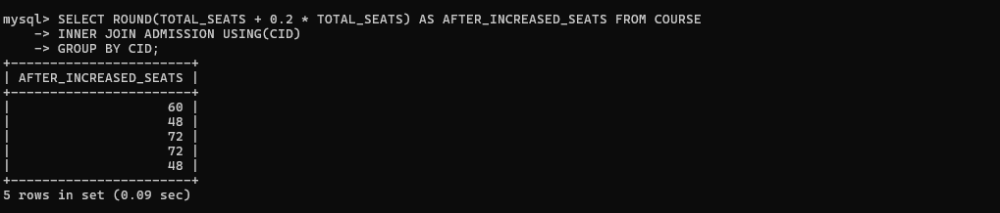 mysql> SELECT ROUND(TOTAL_SEATS + 0.2 * TOTAL_SEATS) AS AFTER_INCREASED_SEATS FROM COURSE
    -> INNER JOIN ADMISSION USING(CID)
    -> GROUP BY CID;
+-----------------------+
| AFTER_INCREASED_SEATS |
+-----------------------+
|                    60 |
|                    48 |
|                    72 |
|                    72 |
|                    48 |
+-----------------------+
5 rows in set (0.09 sec)